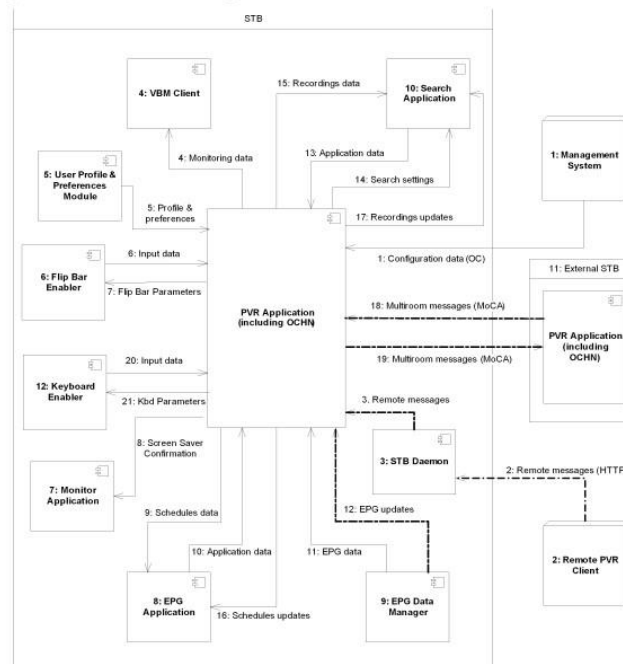 STB
15: Recordings data
4: VBM Client
10: Search
Application
4: Monitoring data
13: Application data
14: Search settings
1: Management
System
5: User Profile &
Preferences
Module
5: Profile &
preferences
17: Recordings updates
1: Configuration data (OC)
6: Input data
6: Flip Bar
Enabler
7: Flip Bar Parameters
PVR Application
(including OCHN)
11: External STB
18: Multiroom messages (MoCA)
PVR Application
(including
OCHN)
19: Multiroom messages (MoCA)
20: Input data
12: Keyboard
Enabler
21: Kbd Parameters
3. Remote messages
8: Screen Saver
Confirmation
3: STB Daemon
7: Monitor
Application
2: Remote messages (HTTP
9: Schedules data
12: EPG updates
10: Application data
11: EPG data
8: EPG
Application
16: Schedules updates
9: EPG Data
Manager
2: Remote PVR
Client